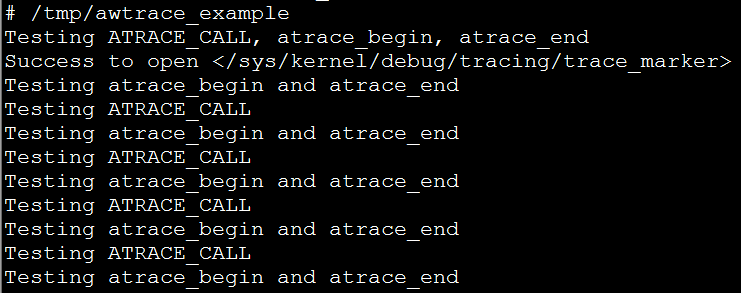 # /tmp/awtrace_example
Testing ATRACE_CALL, atrace_begin, atrace_end
Success to open </sys/kernel/debug/tracing/trace_marker>
Testing atrace_begin and atrace_end
Testing ATRACE_CALL
Testing atrace_begin and atrace_end
Testing ATRACE_CALL
Testing atrace_begin and atrace_end
Testing ATRACE_CALL
Testing atrace_begin and atrace_end
Testing ATRACE_CALL
Testing atrace_begin and atrace_end